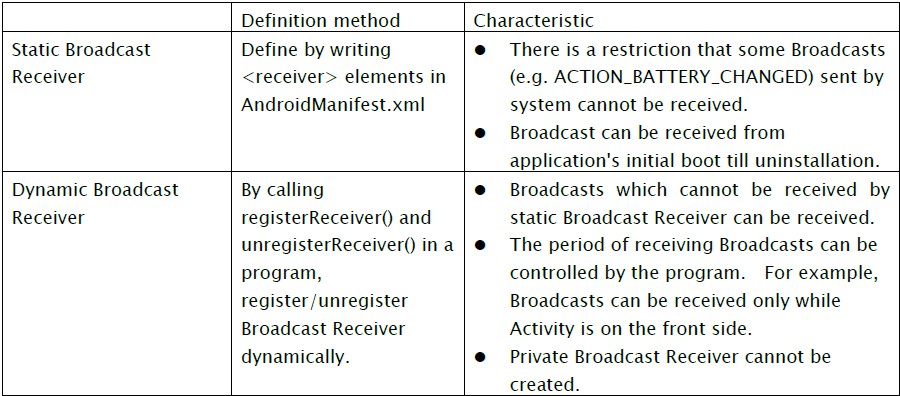 Definition method
Characteristic
Static Broadcast
Receiver
Define by writing
<receiver> elements in
AndroidManifest.xml
● There is a restriction that some Broadcasts
(e.g. ACTION_BATTERY_CHANGED) sent by
system cannot be received.
● Broadcast can be received from
application's initial boot till uninstallation.
Dynamic Broadcast
Receiver
By calling
registerReceiver() and
unregisterReceiver() in a
program,
register/unregister
Broadcast Receiver
dynamically.
● Broadcasts which cannot be received by
static Broadcast Receiver can be received.
● The period of receiving Broadcasts can be
controlled by the program. For example,
Broadcasts can be received only while
Activity is on the front side.
● Private Broadcast Receiver cannot be
created.